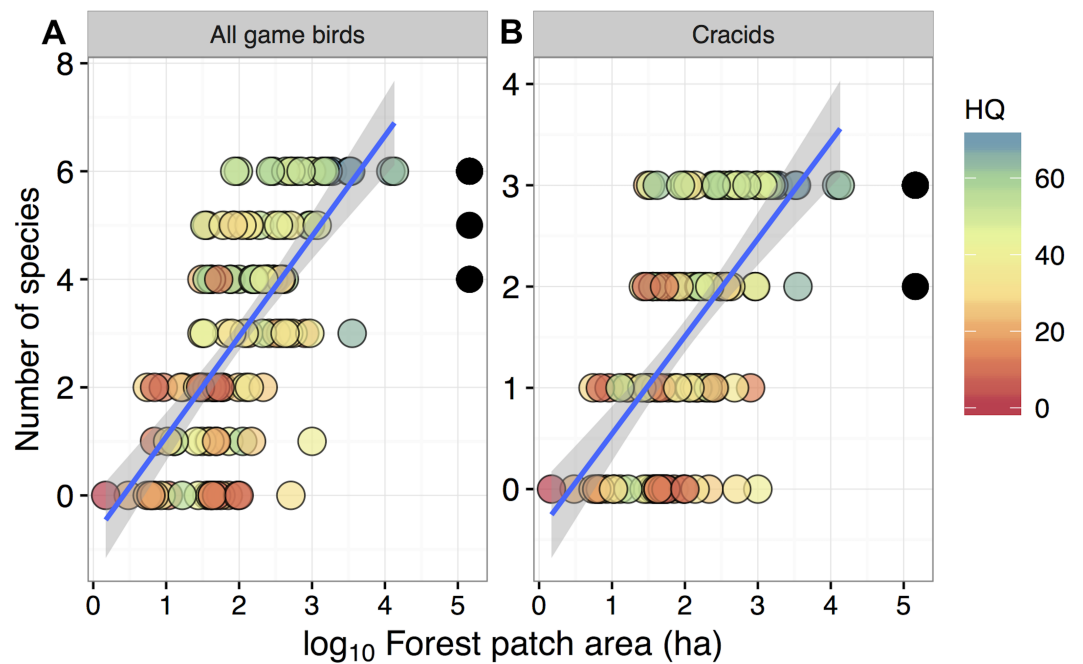 A All game birds B Cracids
Number of species
8
6
4
2
0
4
3
2
1
0
HQ
60
40
20
0
0 1 2 3 4 5
0 1 2 3 4 5
log₁₀ Forest patch area (ha)